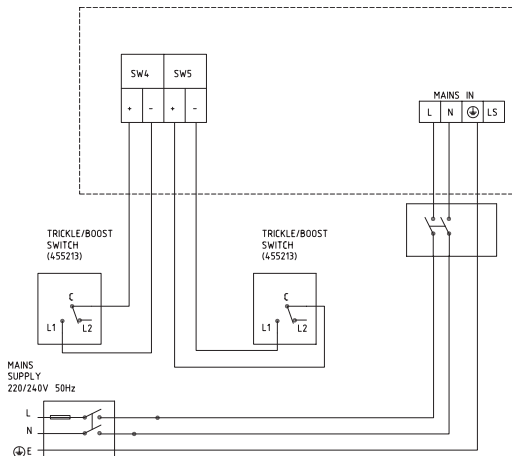 SW4 SW5
+ - + -
MAINS IN
L N LS
TRICKLE/BOOST
SWITCH
(455213)
C
L1 L2
TRICKLE/BOOST
SWITCH
(455213)
C
L1 L2
MAINS
SUPPLY
220/240V 50Hz
L
N
E